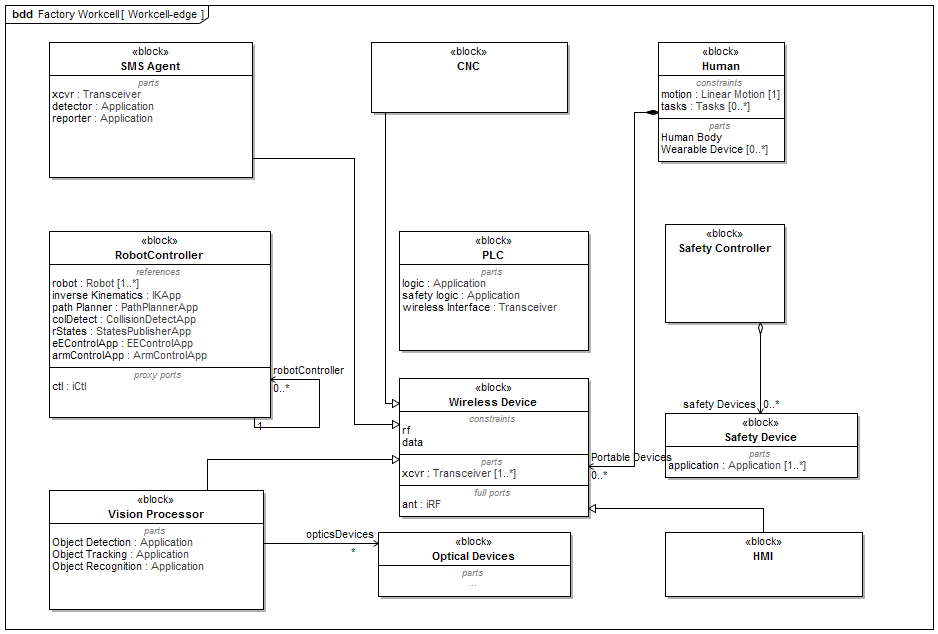 bdd Factory Workcell[ Workcell-edge ]
«block»
SMS Agent
parts
xcvr : Transceiver
detector : Application
reporter : Application
«block»
CNC
«block»
Human
constraints
motion : Linear Motion [1]
tasks : Tasks [0..*]
parts
Human Body
Wearable Device [0..*]
«block»
RobotController
references
robot : Robot [1..*]
inverse Kinematics : IKApp
path Planner : PathPlannerApp
colDetect : CollisionDetectApp
rStates : StatesPublisherApp
eEControlApp : EEControlApp
armControlApp : ArmControlApp
proxy ports
ctl : iCtl
robotController
0..*
1
«block»
PLC
parts
logic : Application
safety logic : Application
wireless Interface : Transceiver
«block»
Safety Controller
safety Devices
0..*
«block»
Wireless Device
constraints
rf
data
parts
xcvr : Transceiver [1..*]
full ports
ant : iRF
Portable Devices
0..*
«block»
Safety Device
parts
application : Application [1..*]
«block»
Vision Processor
parts
Object Detection : Application
Object Tracking : Application
Object Recognition : Application
opticsDevices
*
«block»
Optical Devices
parts
...
«block»
HMI